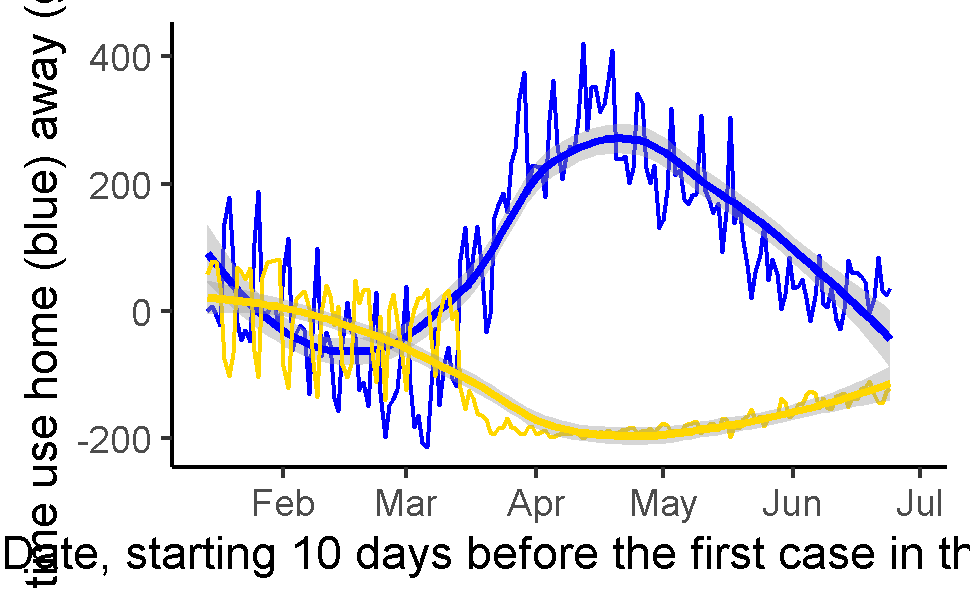 time use home (blue) away (
400
200
0
-200
Feb Mar Apr May Jun Jul
Date, starting 10 days before the first case in th